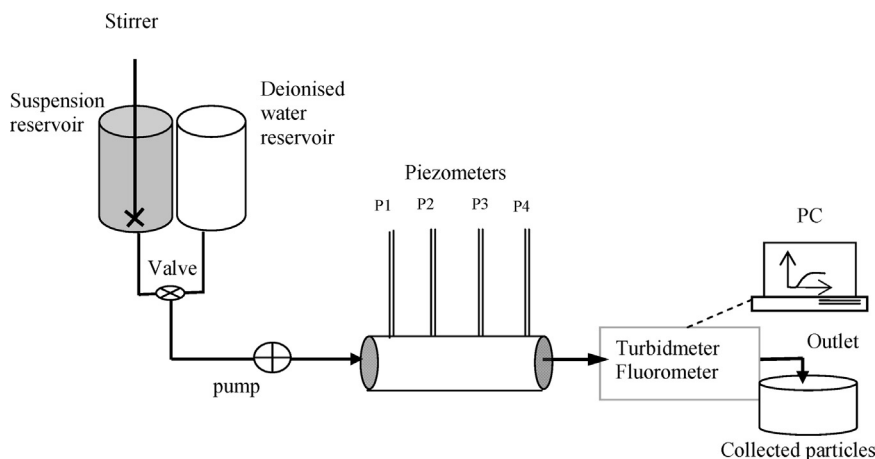 Stirrer
Suspension
reservoir
Deionised
water
reservoir
Piezometers
P1
P2
P3
P4
PC
Valve
pump
Turbidmeter
Fluorometer
Outlet
Collected particles